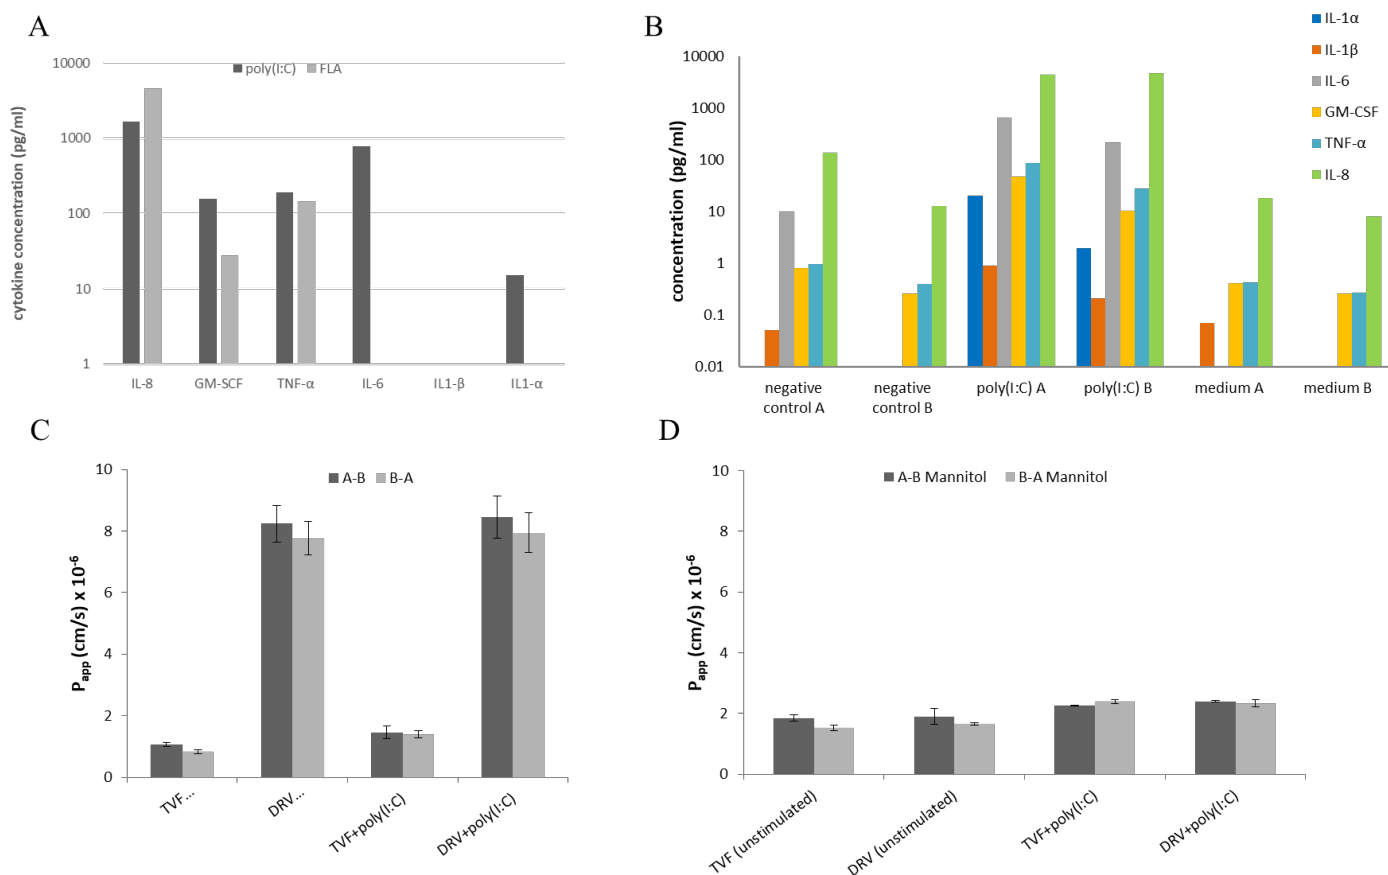 A
poly(I:C) FLA
cytokine concentration (pg/ml)
10000
1000
100
10
1
IL-8 GM-SCF TNF-α IL-6 IL1-β IL1-α
B
IL-1α
IL-1β
IL-6
GM-CSF
TNF-α
IL-8
concentration (pg/ml)
10000
1000
100
10
1
0.1
0.01
negative control A
negative control B
poly(I:C) A
poly(I:C) B
medium A
medium B
C
A-B B-A
Papp (cm/s) x 10-6
10
8
6
4
2
0
TVF...
DRV...
TVF+poly(I:C)
DRV+poly(I:C)
D
A-B Mannitol B-A Mannitol
Papp (cm/s) x 10-6
10
8
6
4
2
0
TVF (unstimulated)
DRV (unstimulated)
TVF+poly(I:C)
DRV+poly(I:C)